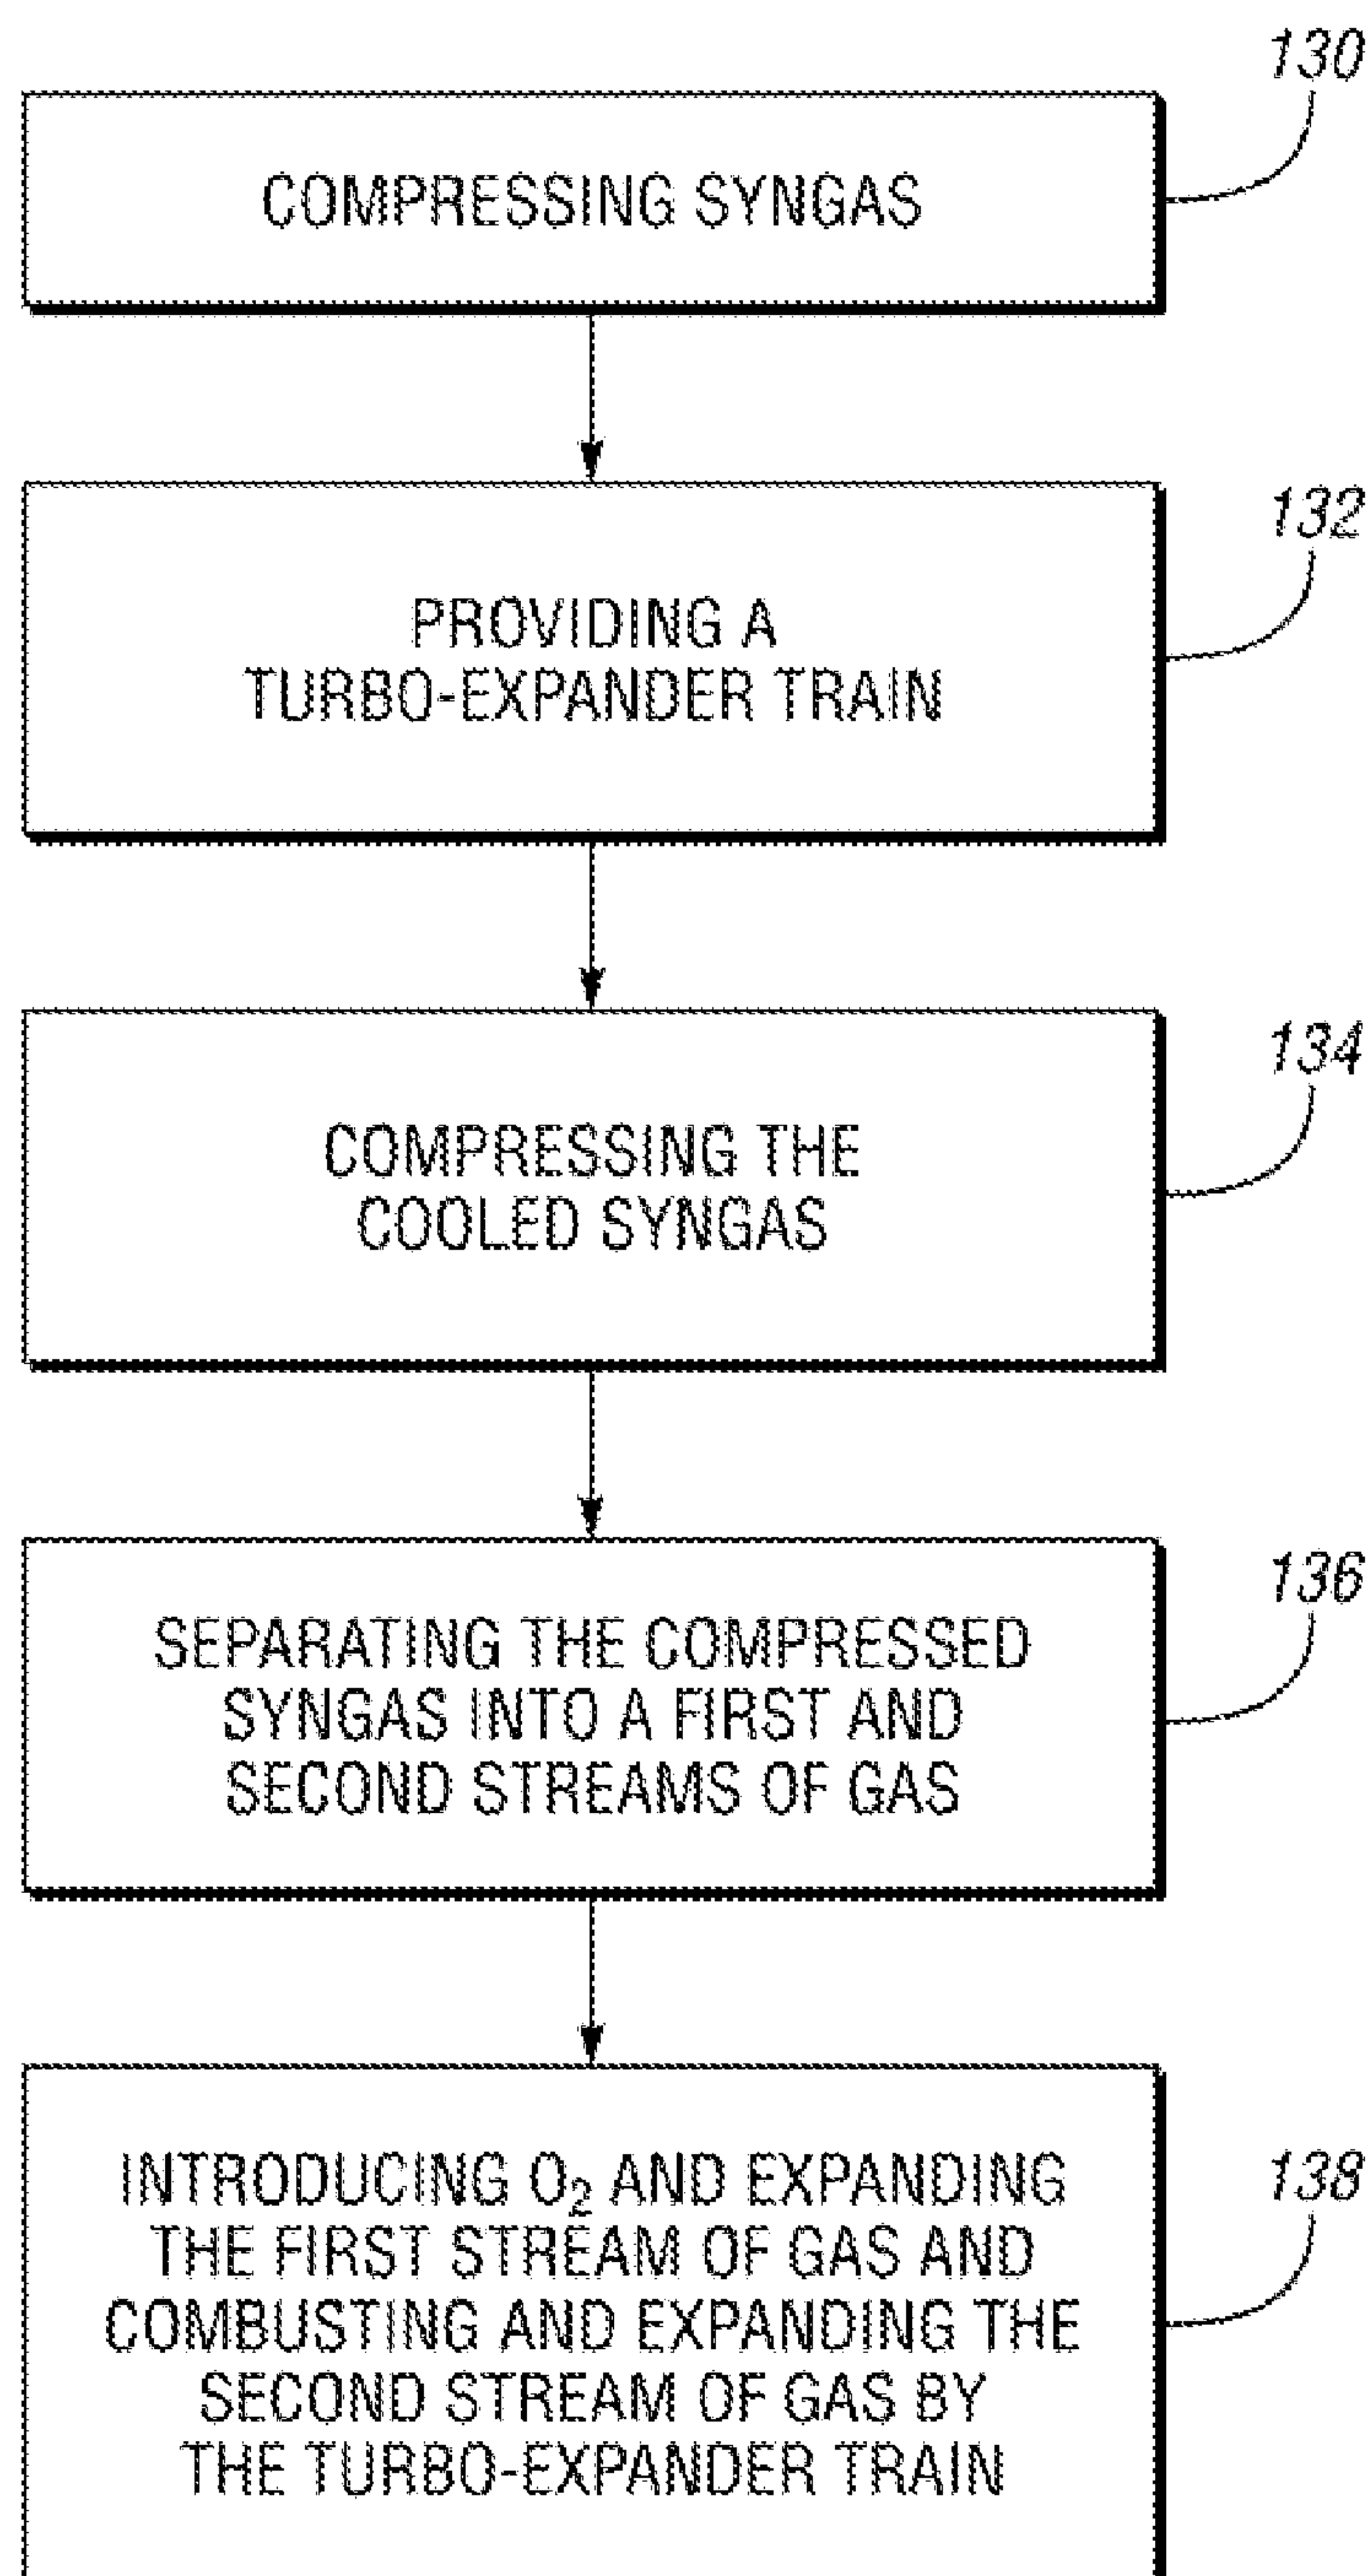 130
COMPRESSING SYNGAS
132
PROVIDING A
TURBO-EXPANDER TRAIN
134
COMPRESSING THE
COOLED SYNGAS
136
SEPARATING THE COMPRESSED
SYNGAS INTO A FIRST AND
SECOND STREAMS OF GAS
138
INTRODUCING O₂ AND EXPANDING
THE FIRST STREAM OF GAS AND
COMBUSTING AND EXPANDING THE
SECOND STREAM OF GAS BY
THE TURBO-EXPANDER TRAIN